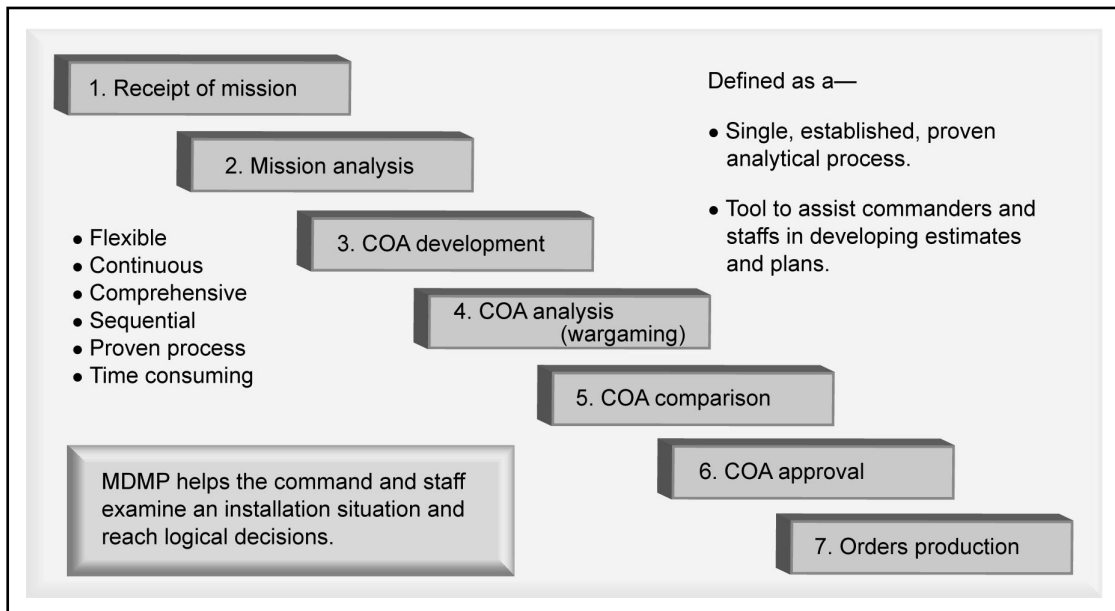 1. Receipt of mission
2. Mission analysis
3. COA development
4. COA analysis
(wargaming)
5. COA comparison
6. COA approval
7. Orders production
Defined as a—
• Single, established, proven
analytical process.
• Tool to assist commanders and
staffs in developing estimates
and plans.
• Flexible
• Continuous
• Comprehensive
• Sequential
• Proven process
• Time consuming
MDMP helps the command and staff
examine an installation situation and
reach logical decisions.